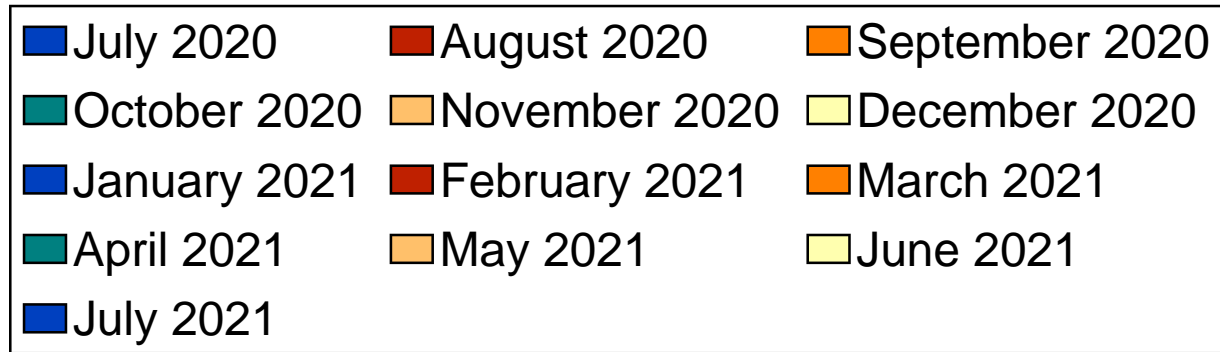 July 2020 August 2020 September 2020
October 2020 November 2020 December 2020
January 2021 February 2021 March 2021
April 2021 May 2021 June 2021
July 2021